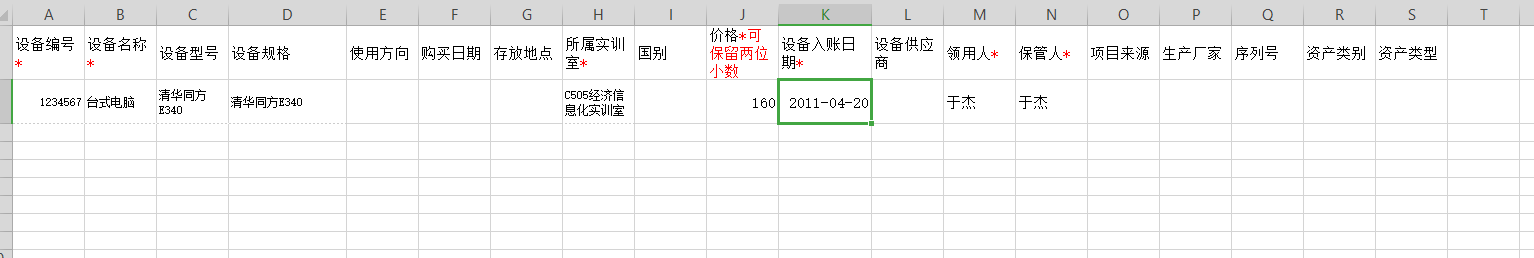 A B C D E F G H I J K L M N O P Q R S T
设备编号
*
设备名称
*
设备型号
设备规格
使用方向
购买日期
存放地点
所属实训
室*
国别
价格*可
保留两位
小数
设备入账日
期*
设备供应
商
领用人*
保管人*
项目来源
生产厂家
序列号
资产类别
资产类型
1234567
台式电脑
清华同方
E340
清华同方E340
C505经济信
息化实训室
160
2011-04-20
于杰
于杰